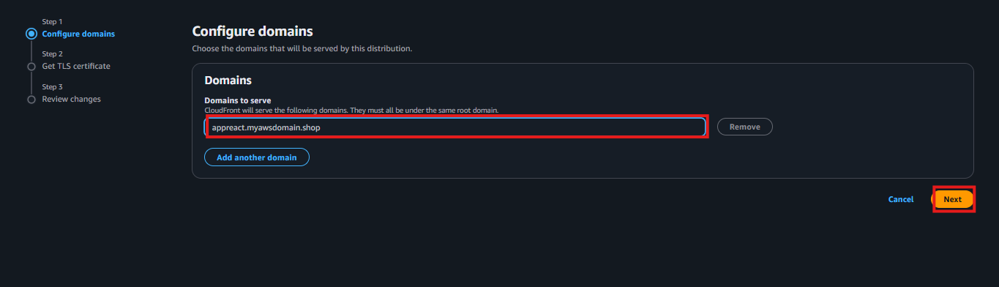 Step 1
Configure domains
Step 2
Get TLS certificate
Step 3
Review changes
Configure domains
Choose the domains that will be served by this distribution.
Domains
Domains to serve
CloudFront will serve the following domains. They must all be under the same root domain.
appreact.myawsdomain.shop
Remove
Add another domain
Cancel
Next